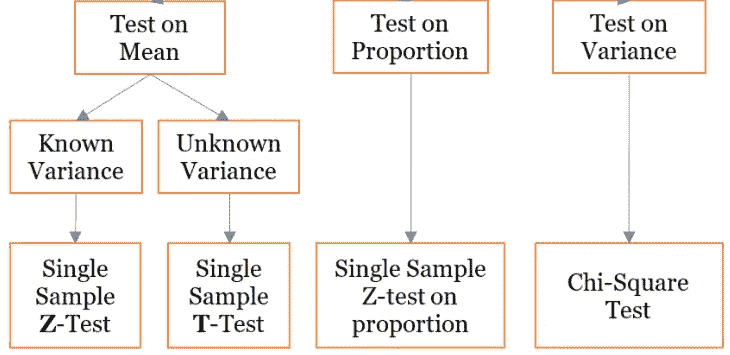 Test on
Mean
Test on
Proportion
Test on
Variance
Known
Variance
Unknown
Variance
Single
Sample
Z-Test
Single
Sample
T-Test
Single Sample
Z-test on
proportion
Chi-Square
Test